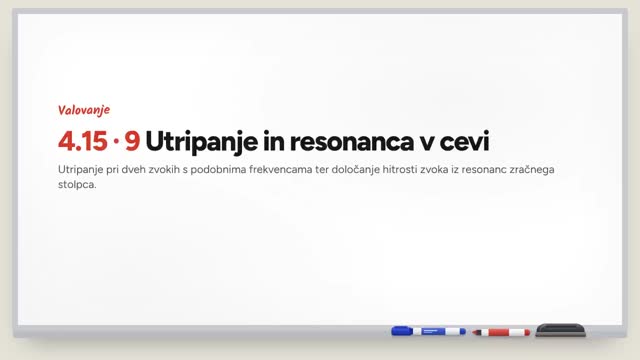 Valovanje
4.15 · 9 Utripanje in resonanca v cevi
Utripanje pri dveh zvokih s podobnima frekvencama ter določanje hitrosti zvoka iz resonanc zračnega
stolpca.